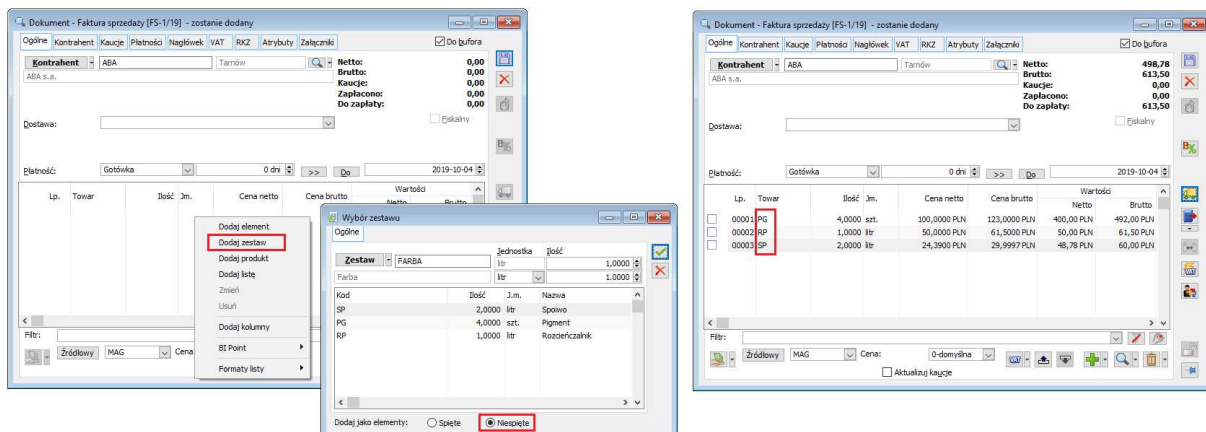 Dokument - Faktura sprzedaży [FS-1/19] - zostanie dodany
Ogólne Kontrahent Kaucje Płatności Nagłówek VAT RKZ Atrybuty Załączniki Do bufora
Kontrahent ABA Tarnów Netto: 0,00
ABA s.a. Brutto: 0,00
Kaucje: 0,00
Zapłacono: 0,00
Do zapłaty: 0,00
Dostawa: Fiskalny
Płatność: Gotówka 0 dni >> Do 2019-10-04
Wartości
Lp. Towar Ilość Jm. Cena netto Cena brutto Netto Brutto
Dodaj element
Dodaj zestaw
Dodaj produkt
Dodaj listę
Zmień
Usuń
Dodaj kolumny
BI Point
Formaty listy
Filtr:
Źródłowy MAG Cena
Wybór zestawu
Ogólne
Jednostka Ilość
Zestaw FARBA litr 1,0000
Farba litr 1.0000
Kod Ilość J.m. Nazwa
SP 2,0000 litr Spoiwo
PG 4,0000 szt. Pigment
RP 1,0000 litr Rozcieńczalnik
Dodaj jako elementy: Spięte Niespięte
Dokument - Faktura sprzedaży [FS-1/19] - zostanie dodany
Ogólne Kontrahent Kaucje Płatności Nagłówek VAT RKZ Atrybuty Załączniki Do bufora
Kontrahent ABA Tarnów Netto: 498,78
ABA s.a. Brutto: 613,50
Kaucje: 0,00
Zapłacono: 0,00
Do zapłaty: 613,50
Dostawa: Fiskalny
Płatność: Gotówka 0 dni >> Do 2019-10-04
Wartości
Lp. Towar Ilość Jm. Cena netto Cena brutto Netto Brutto
00001 PG 4,0000 szt. 100,0000 PLN 123,0000 PLN 400,00 PLN 492,00 PLN
00002 RP 1,0000 litr 50,0000 PLN 61,5000 PLN 50,00 PLN 61,50 PLN
00003 SP 2,0000 litr 24,3900 PLN 29,9997 PLN 48,78 PLN 60,00 PLN
Filtr:
Źródłowy MAG Cena: 0-domyślna
Aktualizuj kaucje